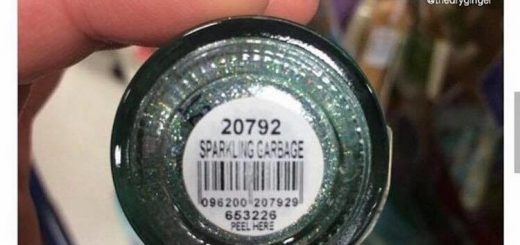 @thedryginger
20792
SPARKLING GARBAGE
096200 207929
653226
PEEL HERE